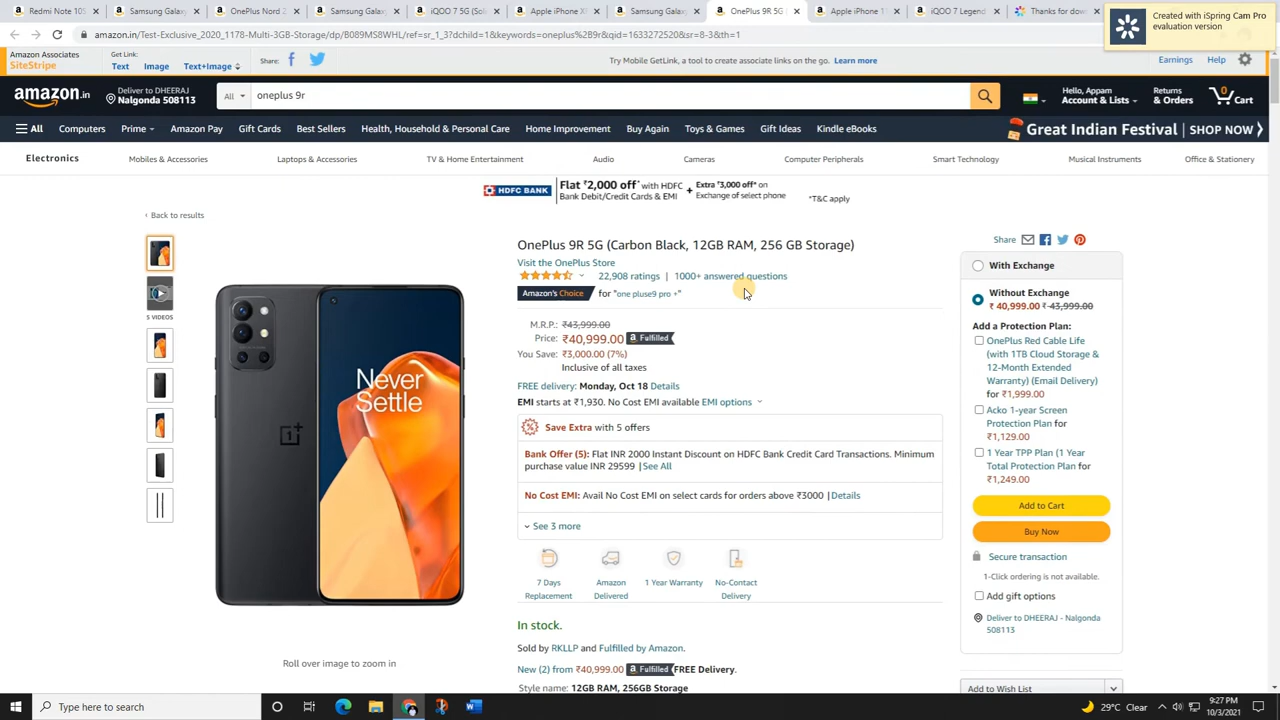 Redmi Note 10S
Samsung Galaxy
OnePlus Nord 2
Samsung Galaxy
iQOO 7 5G (Soli
Apple iPhone X
Samsung Galaxy
OnePlus 9R 5G
Apple iPhone 1
iQOO 7 Legend
Thanks for dow
Created with iSpring Cam Pro
evaluation version
amazon.in/Test-Exclusive_2020_1178-Multi-3GB-Storage/dp/B089MS8WHL/
?dchild=1&keywords=oneplus%2B9r&qid=1633272520&sr=8-3&th=1
Amazon Associates
SiteStripe
Get Link:
Text
Image
Text+Image
Share:
Try Mobile GetLink, a tool to create associate links on the go. Learn more
Earnings
Help
amazon.in
Deliver to DHEERAJ
Nalgonda 508113
All
oneplus 9r
Hello, Appam
Account & Lists
Returns
& Orders
0
Cart
All
Computers
Prime
Amazon Pay
Gift Cards
Best Sellers
Health, Household & Personal Care
Home Improvement
Buy Again
Toys & Games
Gift Ideas
Kindle eBooks
Great Indian Festival | SHOP NOW
Electronics
Mobiles & Accessories
Laptops & Accessories
TV & Home Entertainment
Audio
Cameras
Computer Peripherals
Smart Technology
Musical Instruments
Office & Stationery
HDFC BANK
Flat ₹2,000 off* with HDFC
Bank Debit/Credit Cards & EMI
+
Extra ₹3,000 off* on
Exchange of select phone
*T&C apply
‹ Back to results
5 VIDEOS
Never
Settle
Roll over image to zoom in
OnePlus 9R 5G (Carbon Black, 12GB RAM, 256 GB Storage)
Visit the OnePlus Store
22,908 ratings | 1000+ answered questions
Amazon's Choice for "one pluse9 pro +"
M.R.P.: ₹43,999.00
Price: ₹40,999.00 Fulfilled
You Save: ₹3,000.00 (7%)
Inclusive of all taxes
FREE delivery: Monday, Oct 18 Details
EMI starts at ₹1,930. No Cost EMI available EMI options
Save Extra with 5 offers
Bank Offer (5): Flat INR 2000 Instant Discount on HDFC Bank Credit Card Transactions. Minimum
purchase value INR 29599 | See All
No Cost EMI: Avail No Cost EMI on select cards for orders above ₹3000 | Details
See 3 more
7 Days
Replacement
Amazon
Delivered
1 Year Warranty
No-Contact
Delivery
In stock.
Sold by RKLLP and Fulfilled by Amazon.
New (2) from ₹40,999.00 Fulfilled FREE Delivery.
Style name: 12GB RAM, 256GB Storage
Share
With Exchange
Without Exchange
₹ 40,999.00 ₹ 43,999.00
Add a Protection Plan:
OnePlus Red Cable Life
(with 1TB Cloud Storage &
12-Month Extended
Warranty) (Email Delivery)
for ₹1,999.00
Acko 1-year Screen
Protection Plan for
₹1,129.00
1 Year TPP Plan (1 Year
Total Protection Plan for
₹1,249.00
Add to Cart
Buy Now
Secure transaction
1-Click ordering is not available.
Add gift options
Deliver to DHEERAJ - Nalgonda
508113
Add to Wish List
Type here to search
29°C Clear
9:27 PM
10/3/2021